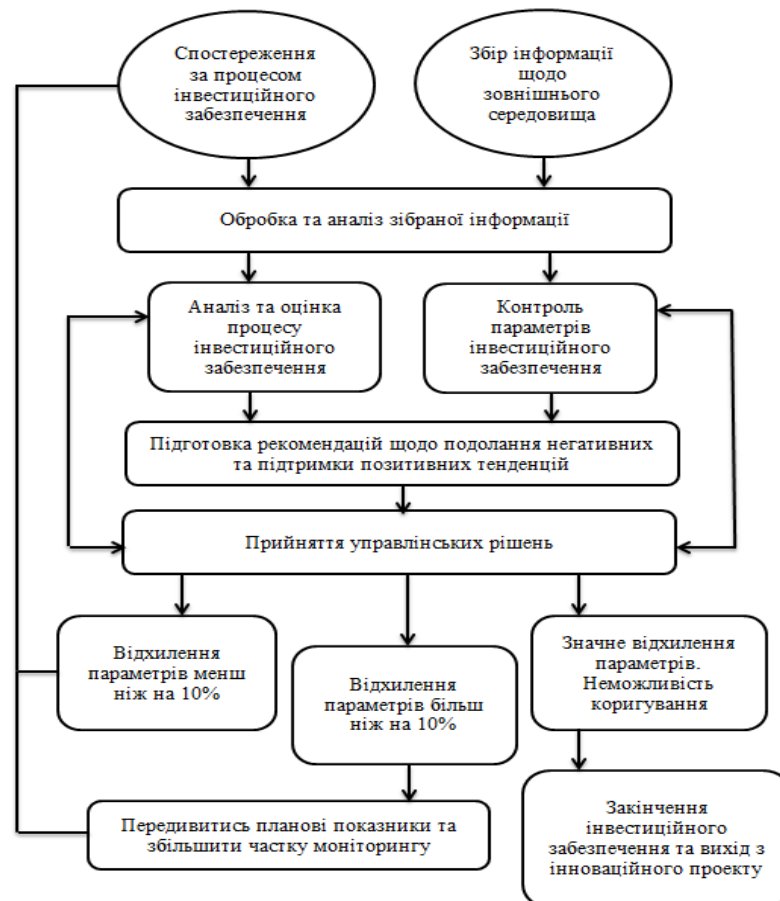 Спостереження
за процесом
інвестиційного
забезпечення
Збір інформації
щодо
зовнішнього
середовища
Обробка та аналіз зібраної інформації
Аналіз та оцінка
процесу
інвестиційного
забезпечення
Контроль
параметрів
інвестиційного
забезпечення
Підготовка рекомендацій щодо подолання негативних
та підтримки позитивних тенденцій
Прийняття управлінських рішень
Відхилення
параметрів менш
ніж на 10%
Відхилення
параметрів більш
ніж на 10%
Значне відхилення
параметрів.
Неможливість
коригування
Передивитись планові показники та
збільшити частку моніторингу
Закінчення
інвестиційного
забезпечення та вихід з
інноваційного проекту